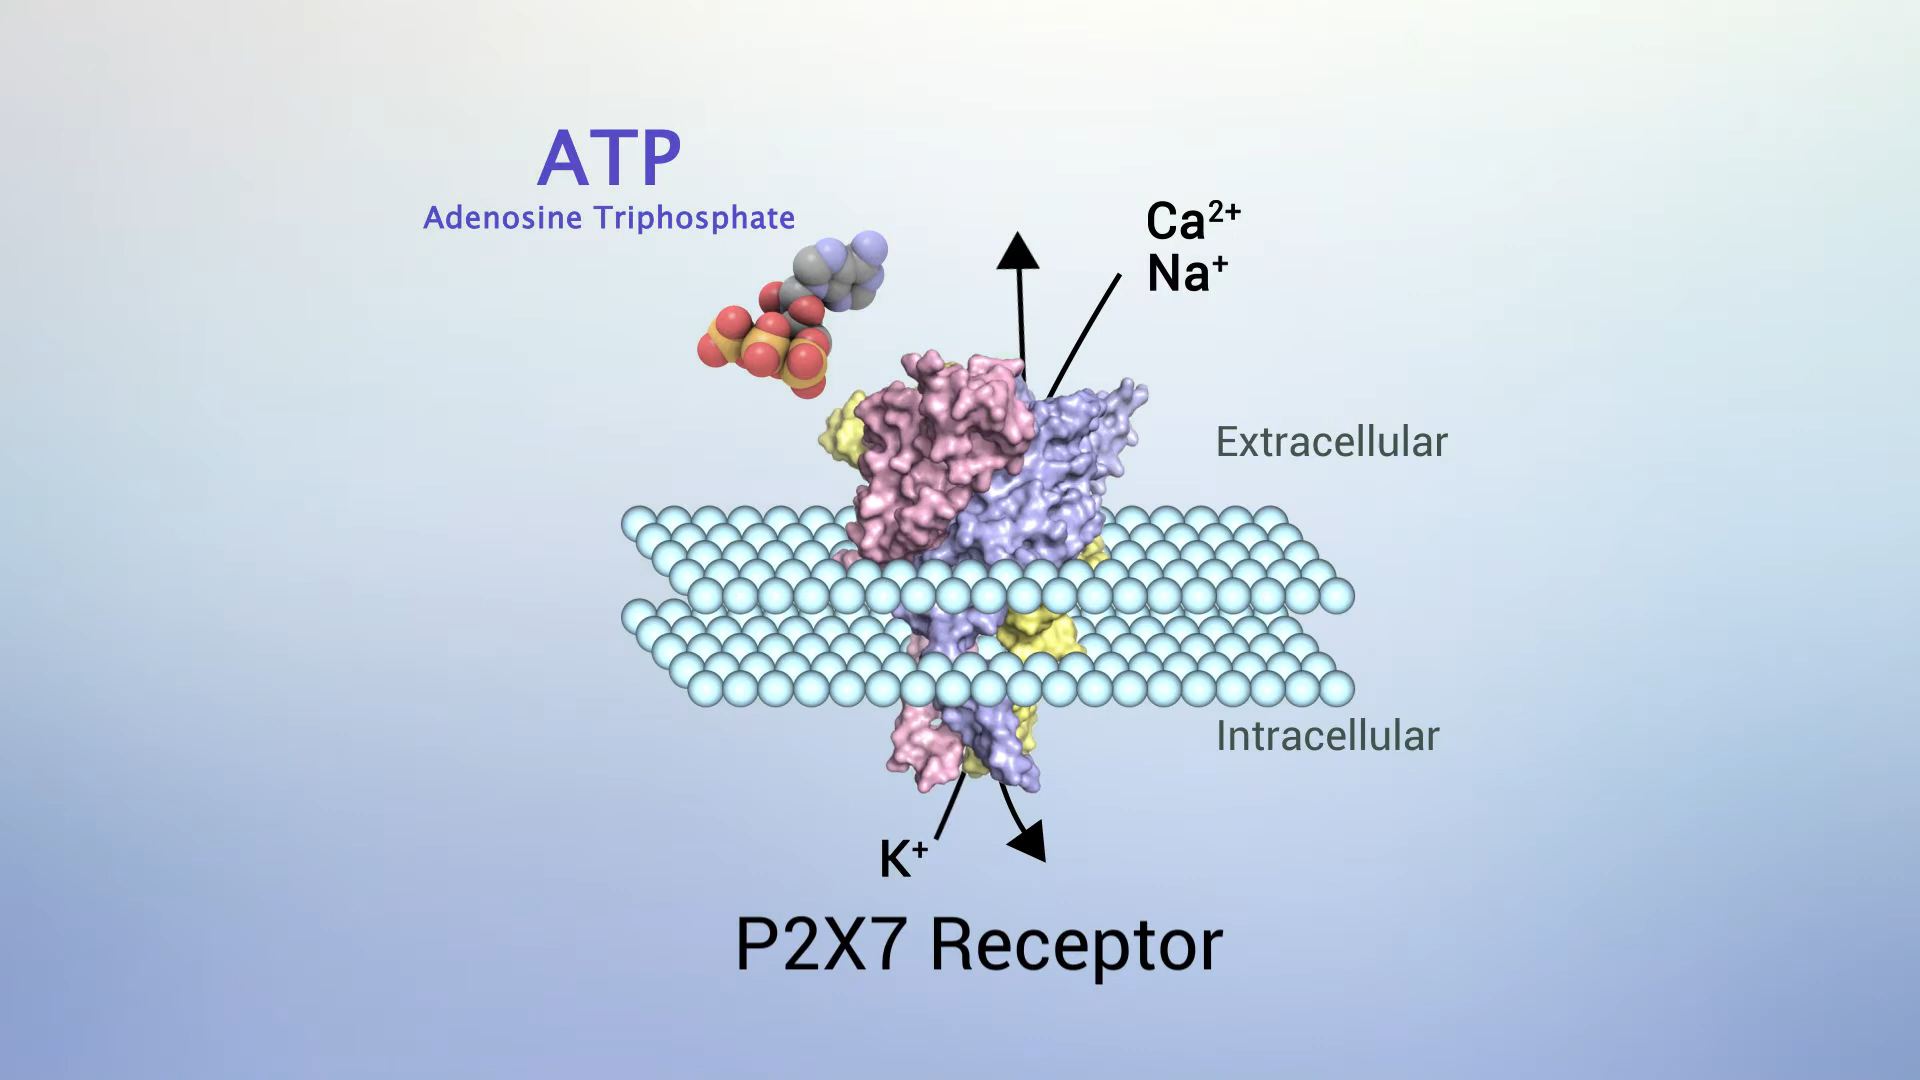 ATP
Adenosine Triphosphate
Ca²⁺
Na⁺
Extracellular
Intracellular
K⁺
P2X7 Receptor